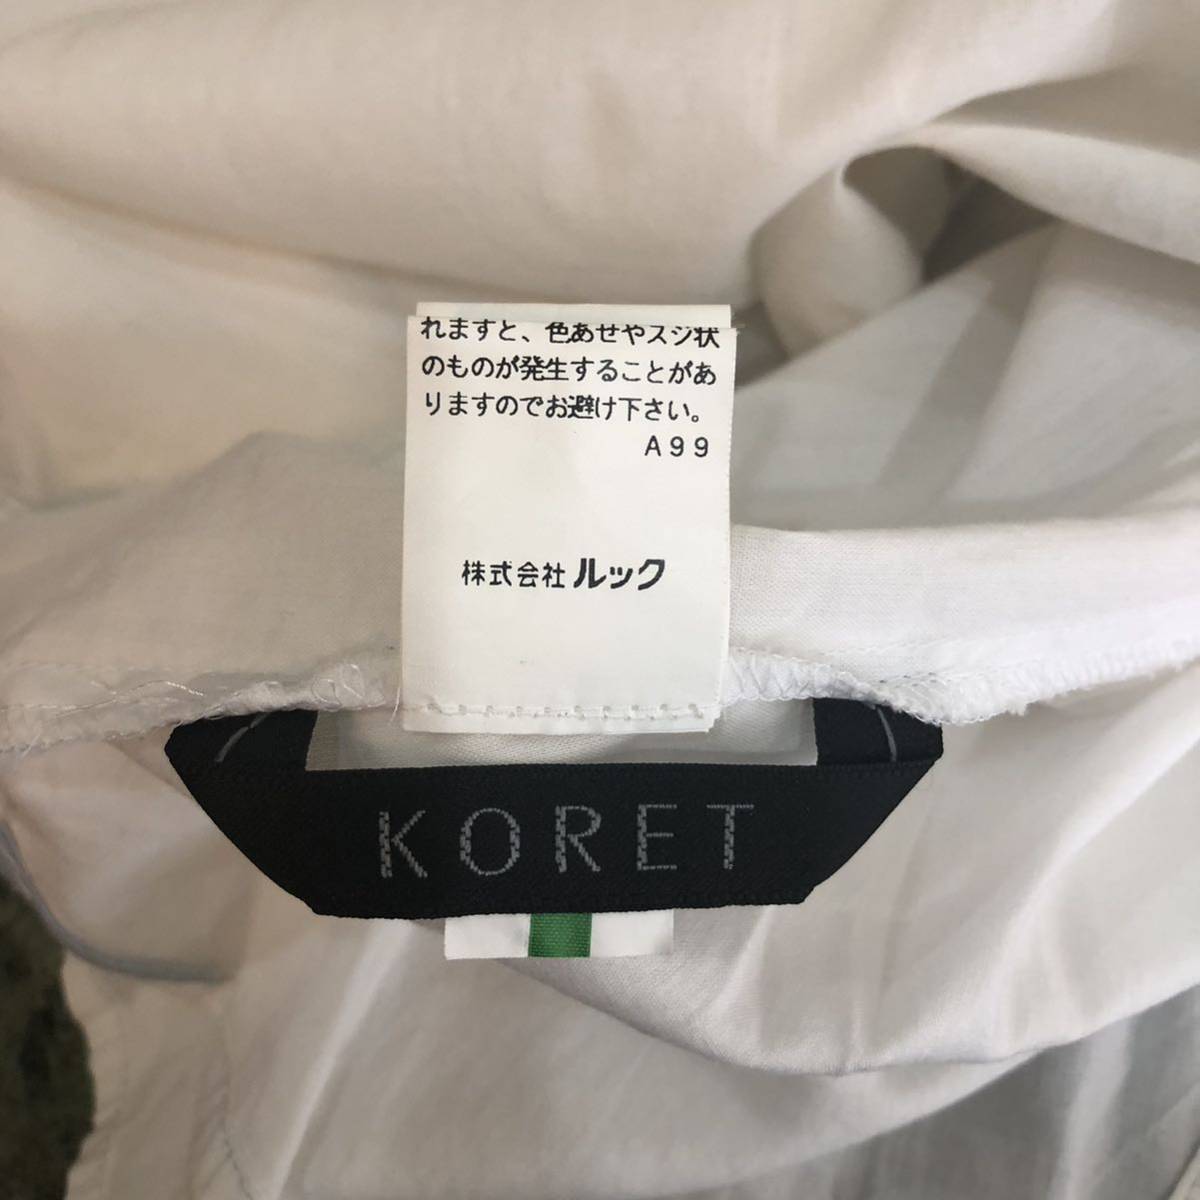 れますと、色あせやスジ状
のものが発生することがあ
りますのでお避け下さい。
A99
株式会社ルック
KORET